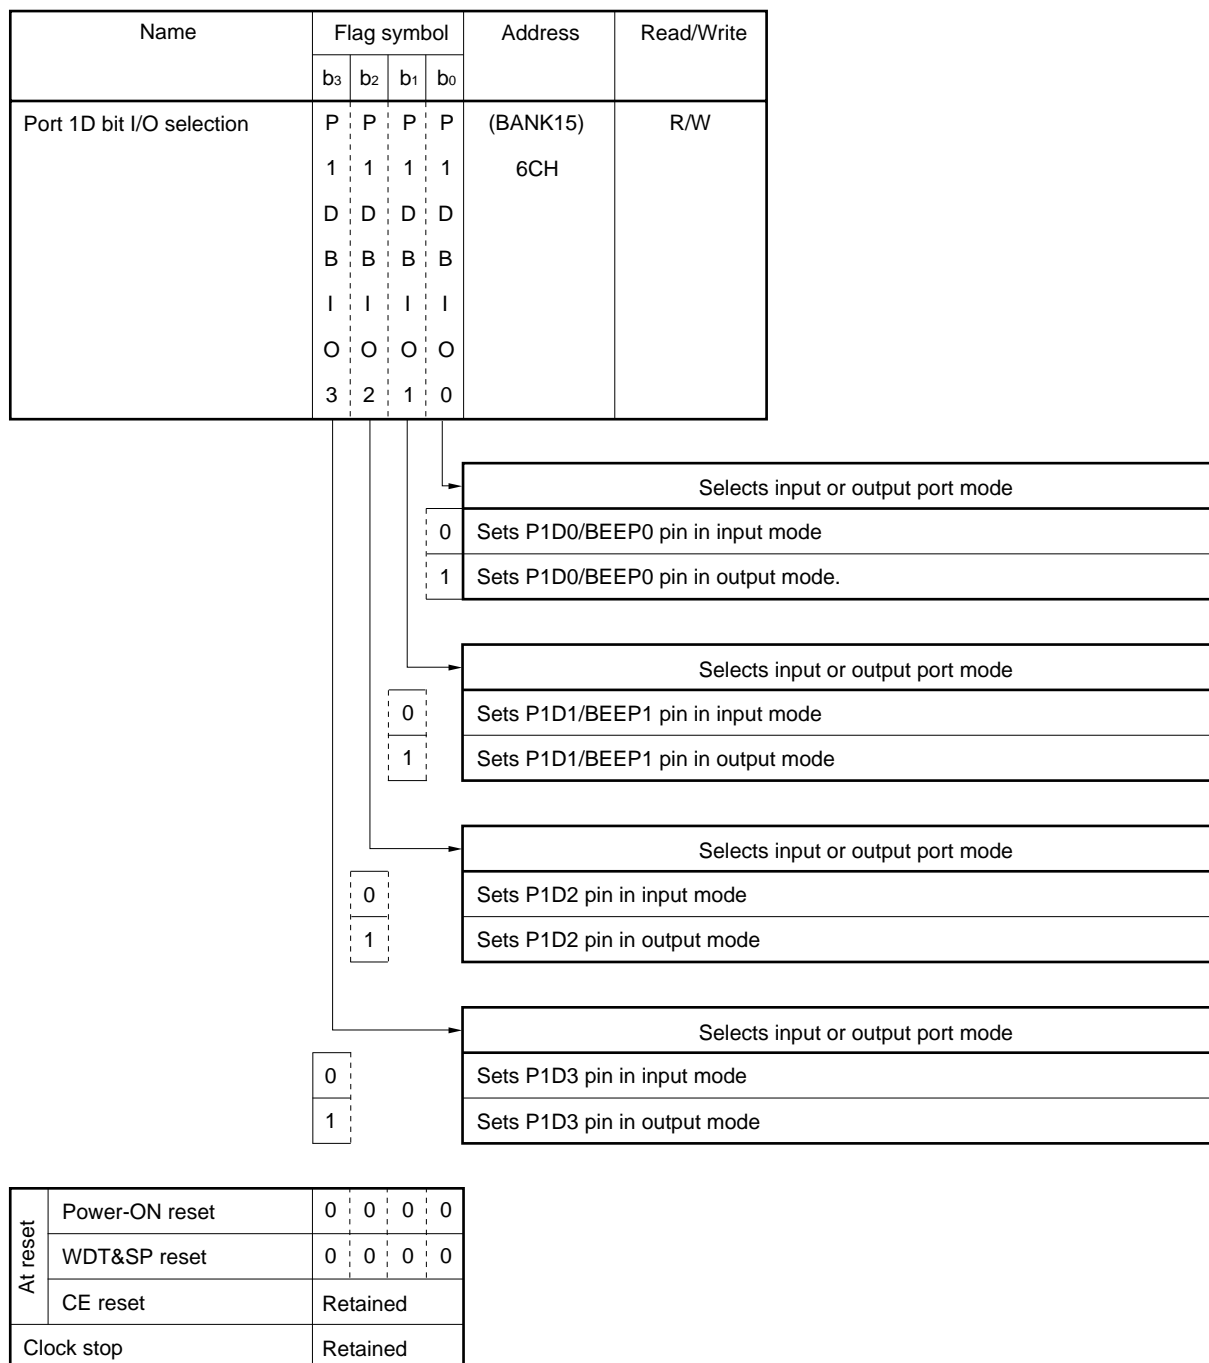 Name Flag symbol Address Read/Write
b3 b2 b1 b0
Port 1D bit I/O selection P P P P (BANK15) R/W
1 1 1 1 6CH
D D D D
B B B B
I I I I
O O O O
3 2 1 0
Selects input or output port mode
0 Sets P1D0/BEEP0 pin in input mode
1 Sets P1D0/BEEP0 pin in output mode.
Selects input or output port mode
0 Sets P1D1/BEEP1 pin in input mode
1 Sets P1D1/BEEP1 pin in output mode
Selects input or output port mode
0 Sets P1D2 pin in input mode
1 Sets P1D2 pin in output mode
Selects input or output port mode
0 Sets P1D3 pin in input mode
1 Sets P1D3 pin in output mode
At reset
Power-ON reset 0 0 0 0
WDT&SP reset 0 0 0 0
CE reset Retained
Clock stop Retained